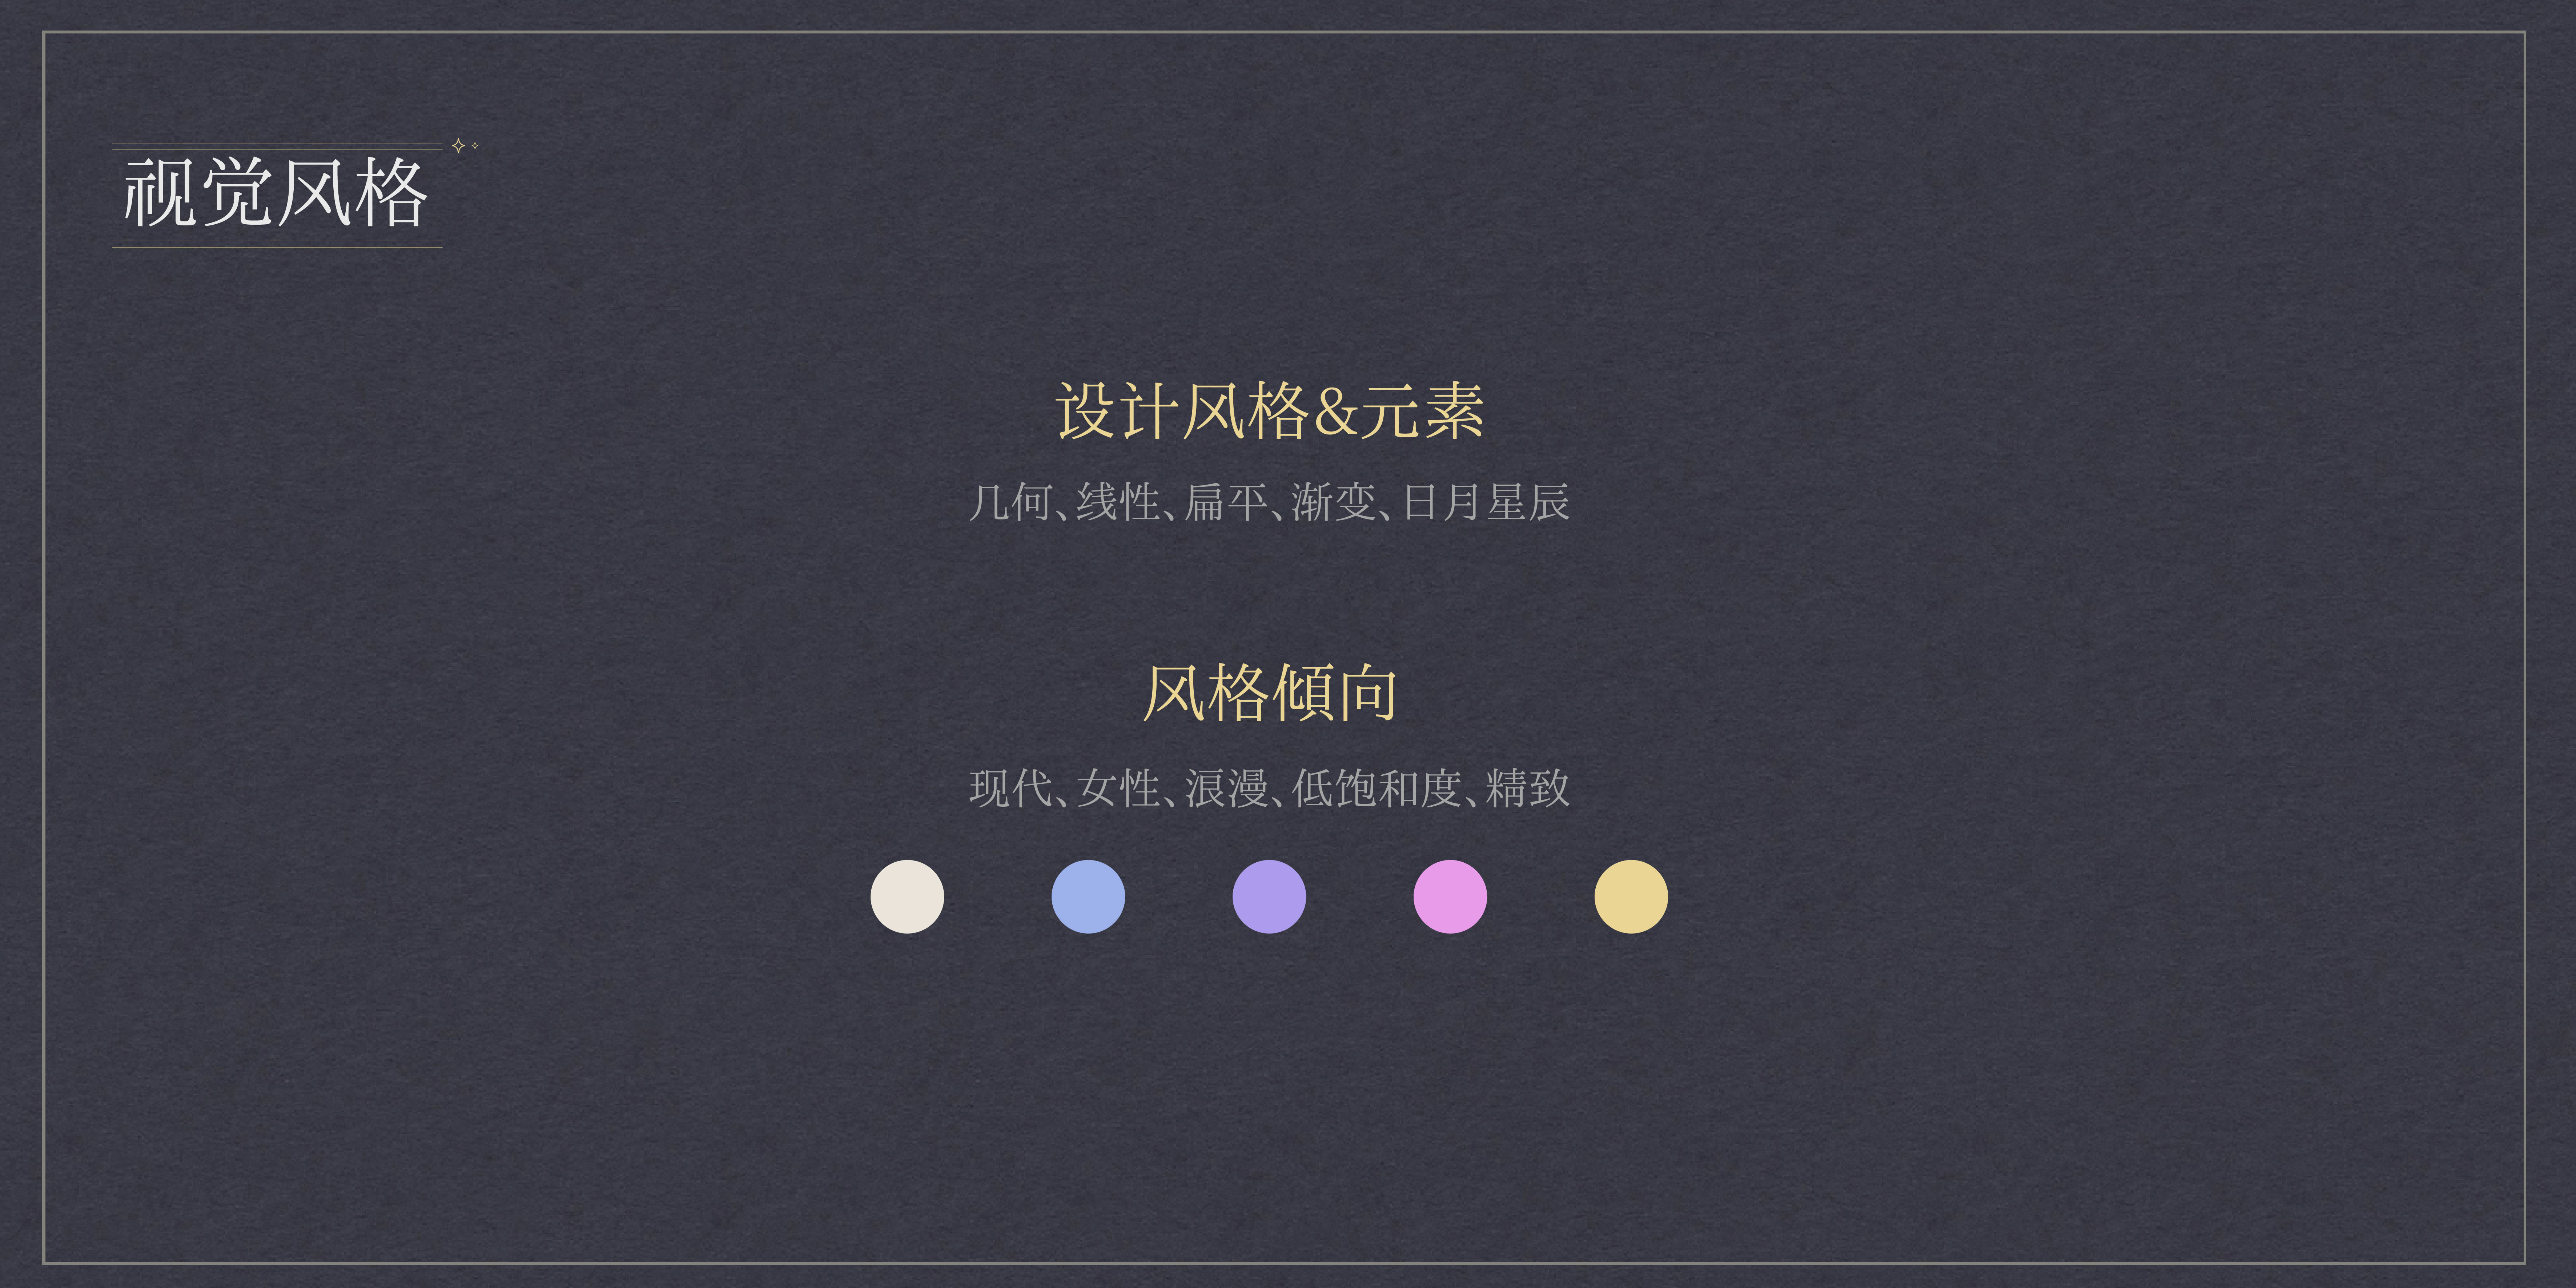 视觉风格
设计风格&元素
几何、线性、扁平、渐变、日月星辰
风格傾向
现代、女性、浪漫、低饱和度、精致